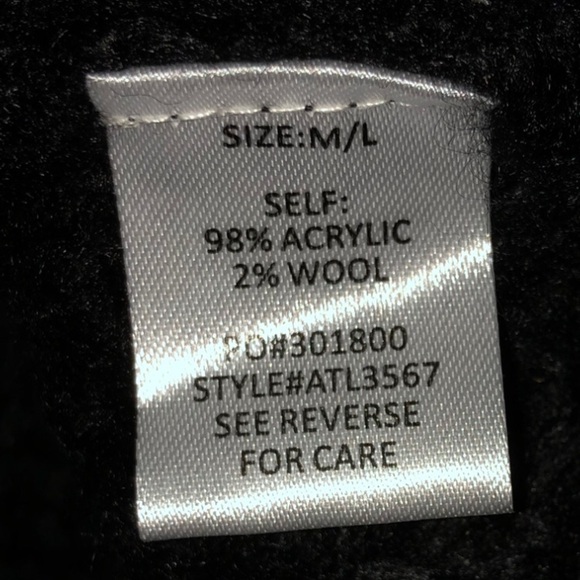 SIZE:M/L
SELF:
98% ACRYLIC
2% WOOL
PO#301800
STYLE#ATL3567
SEE REVERSE
FOR CARE